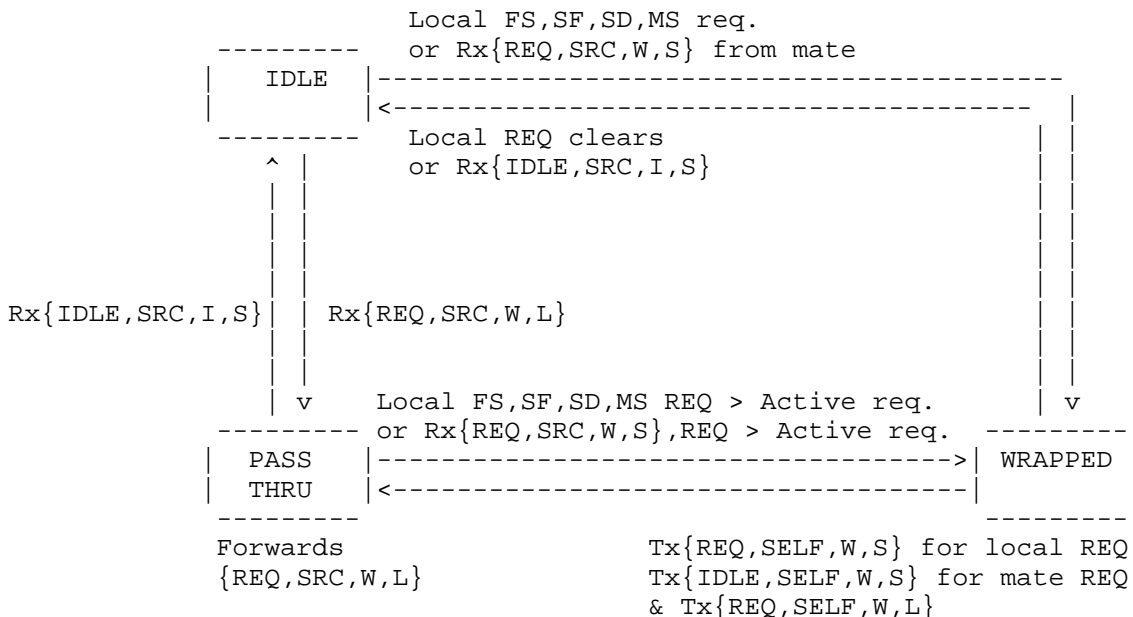 Local FS,SF,SD,MS req.
--------- or Rx{REQ,SRC,W,S} from mate
| IDLE |-------------------------------------------
| |<---------------------------------------- |
--------- Local REQ clears | |
^ | or Rx{IDLE,SRC,I,S} | |
| | | |
| | | |
| | | |
| | | |
Rx{IDLE,SRC,I,S}| | Rx{REQ,SRC,W,L} | |
| | | |
| | | |
| v Local FS,SF,SD,MS REQ > Active req. | v
--------- or Rx{REQ,SRC,W,S},REQ > Active req. ---------
| PASS |------------------------------------>| WRAPPED
| THRU |<------------------------------------|
--------- ---------
Forwards Tx{REQ,SELF,W,S} for local REQ
{REQ,SRC,W,L} Tx{IDLE,SELF,W,S} for mate REQ
& Tx{REQ,SELF,W,L}